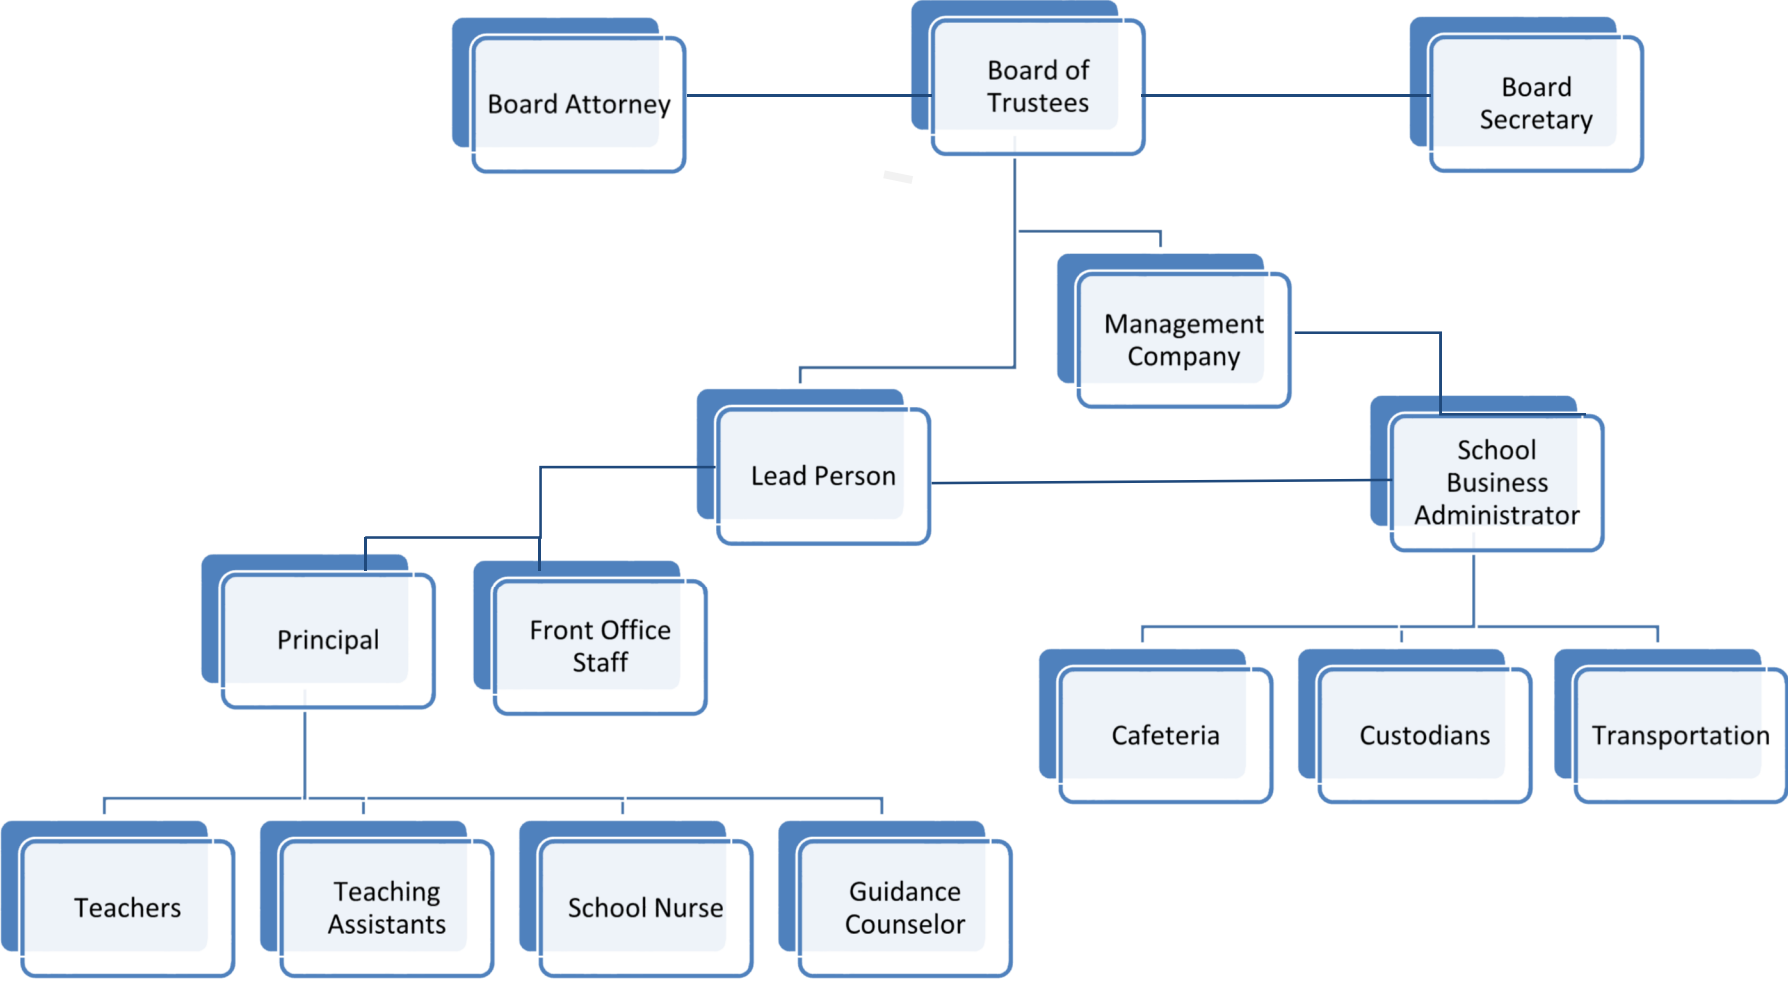 Board Attorney
Board of
Trustees
Board
Secretary
Management
Company
Lead Person
School
Business
Administrator
Principal
Front Office
Staff
Cafeteria
Custodians
Transportation
Teachers
Teaching
Assistants
School Nurse
Guidance
Counselor